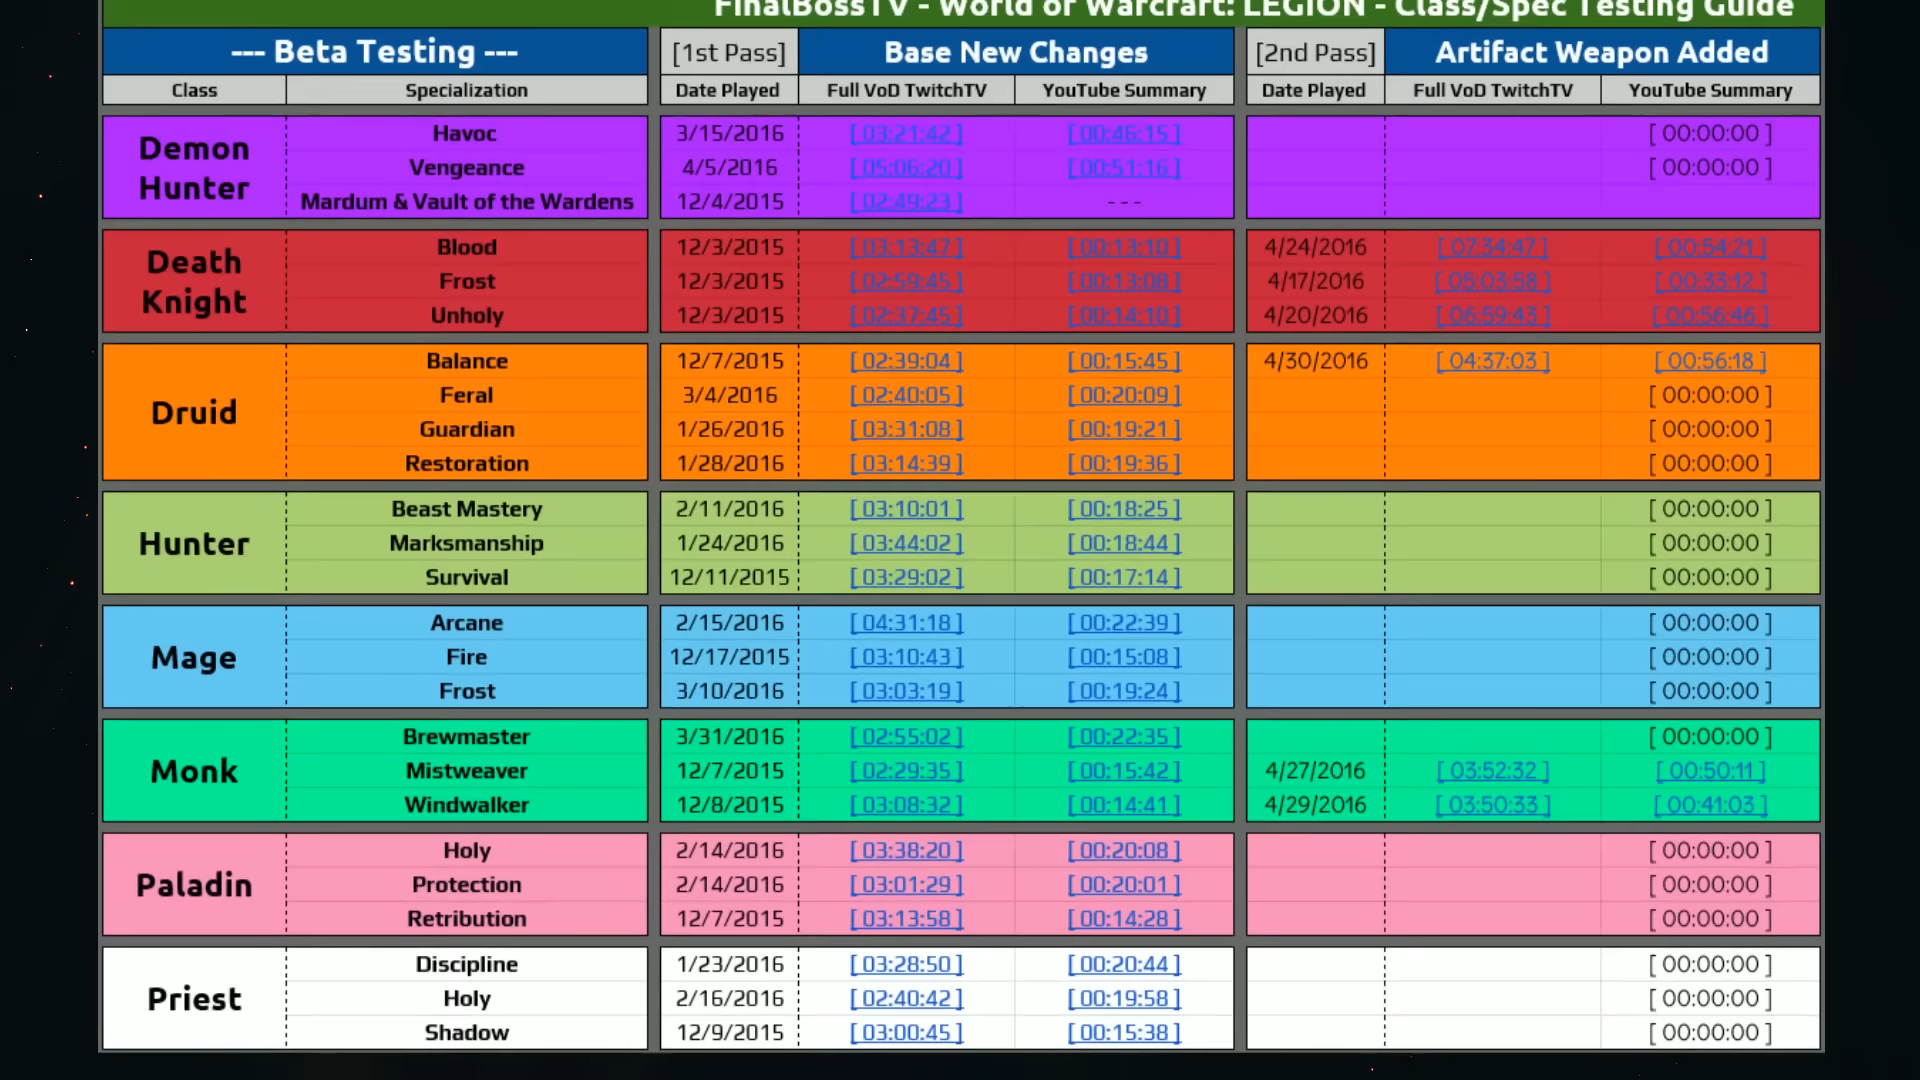 FinalBossTV - World of Warcraft: LEGION - Class/Spec Testing Guide
--- Beta Testing --- [1st Pass] Base New Changes [2nd Pass] Artifact Weapon Added
Class Specialization Date Played Full VoD TwitchTV YouTube Summary Date Played Full VoD TwitchTV YouTube Summary
Demon Hunter
Havoc 3/15/2016 [ 03:21:42 ] [ 00:46:15 ] [ 00:00:00 ]
Vengeance 4/5/2016 [ 05:06:20 ] [ 00:51:16 ] [ 00:00:00 ]
Mardum & Vault of the Wardens 12/4/2015 [ 02:49:23 ] ---
Death Knight
Blood 12/3/2015 [ 03:13:47 ] [ 00:13:10 ] 4/24/2016 [ 07:34:47 ] [ 00:54:21 ]
Frost 12/3/2015 [ 02:59:45 ] [ 00:13:08 ] 4/17/2016 [ 05:03:58 ] [ 00:33:12 ]
Unholy 12/3/2015 [ 02:37:45 ] [ 00:14:10 ] 4/20/2016 [ 06:59:43 ] [ 00:56:46 ]
Druid
Balance 12/7/2015 [ 02:39:04 ] [ 00:15:45 ] 4/30/2016 [ 04:37:03 ] [ 00:56:18 ]
Feral 3/4/2016 [ 02:40:05 ] [ 00:20:09 ] [ 00:00:00 ]
Guardian 1/26/2016 [ 03:31:08 ] [ 00:19:21 ] [ 00:00:00 ]
Restoration 1/28/2016 [ 03:14:39 ] [ 00:19:36 ] [ 00:00:00 ]
Hunter
Beast Mastery 2/11/2016 [ 03:10:01 ] [ 00:18:25 ] [ 00:00:00 ]
Marksmanship 1/24/2016 [ 03:44:02 ] [ 00:18:44 ] [ 00:00:00 ]
Survival 12/11/2015 [ 03:29:02 ] [ 00:17:14 ] [ 00:00:00 ]
Mage
Arcane 2/15/2016 [ 04:31:18 ] [ 00:22:39 ] [ 00:00:00 ]
Fire 12/17/2015 [ 03:10:43 ] [ 00:15:08 ] [ 00:00:00 ]
Frost 3/10/2016 [ 03:03:19 ] [ 00:19:24 ] [ 00:00:00 ]
Monk
Brewmaster 3/31/2016 [ 02:55:02 ] [ 00:22:35 ] [ 00:00:00 ]
Mistweaver 12/7/2015 [ 02:29:35 ] [ 00:15:42 ] 4/27/2016 [ 03:52:32 ] [ 00:50:11 ]
Windwalker 12/8/2015 [ 03:08:32 ] [ 00:14:41 ] 4/29/2016 [ 03:50:33 ] [ 00:41:03 ]
Paladin
Holy 2/14/2016 [ 03:38:20 ] [ 00:20:08 ] [ 00:00:00 ]
Protection 2/14/2016 [ 03:01:29 ] [ 00:20:01 ] [ 00:00:00 ]
Retribution 12/7/2015 [ 03:13:58 ] [ 00:14:28 ] [ 00:00:00 ]
Priest
Discipline 1/23/2016 [ 03:28:50 ] [ 00:20:44 ] [ 00:00:00 ]
Holy 2/16/2016 [ 02:40:42 ] [ 00:19:58 ] [ 00:00:00 ]
Shadow 12/9/2015 [ 03:00:45 ] [ 00:15:38 ] [ 00:00:00 ]